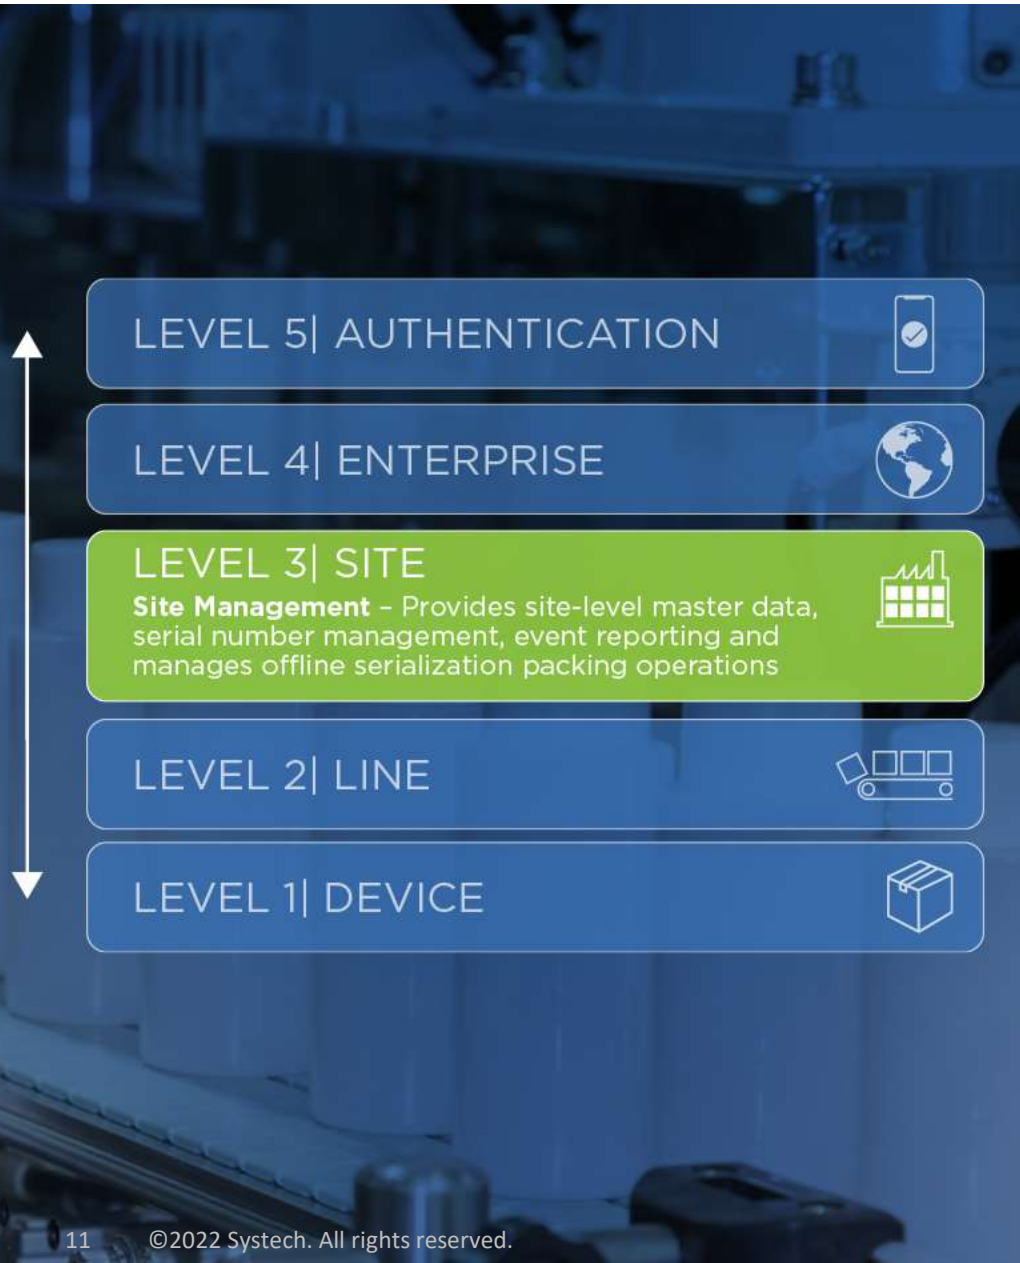 LEVEL 5| AUTHENTICATION
LEVEL 4| ENTERPRISE
LEVEL 3| SITE
Site Management – Provides site-level master data,
serial number management, event reporting and
manages offline serialization packing operations
LEVEL 2| LINE
LEVEL 1| DEVICE
11 ©2022 Systech. All rights reserved.